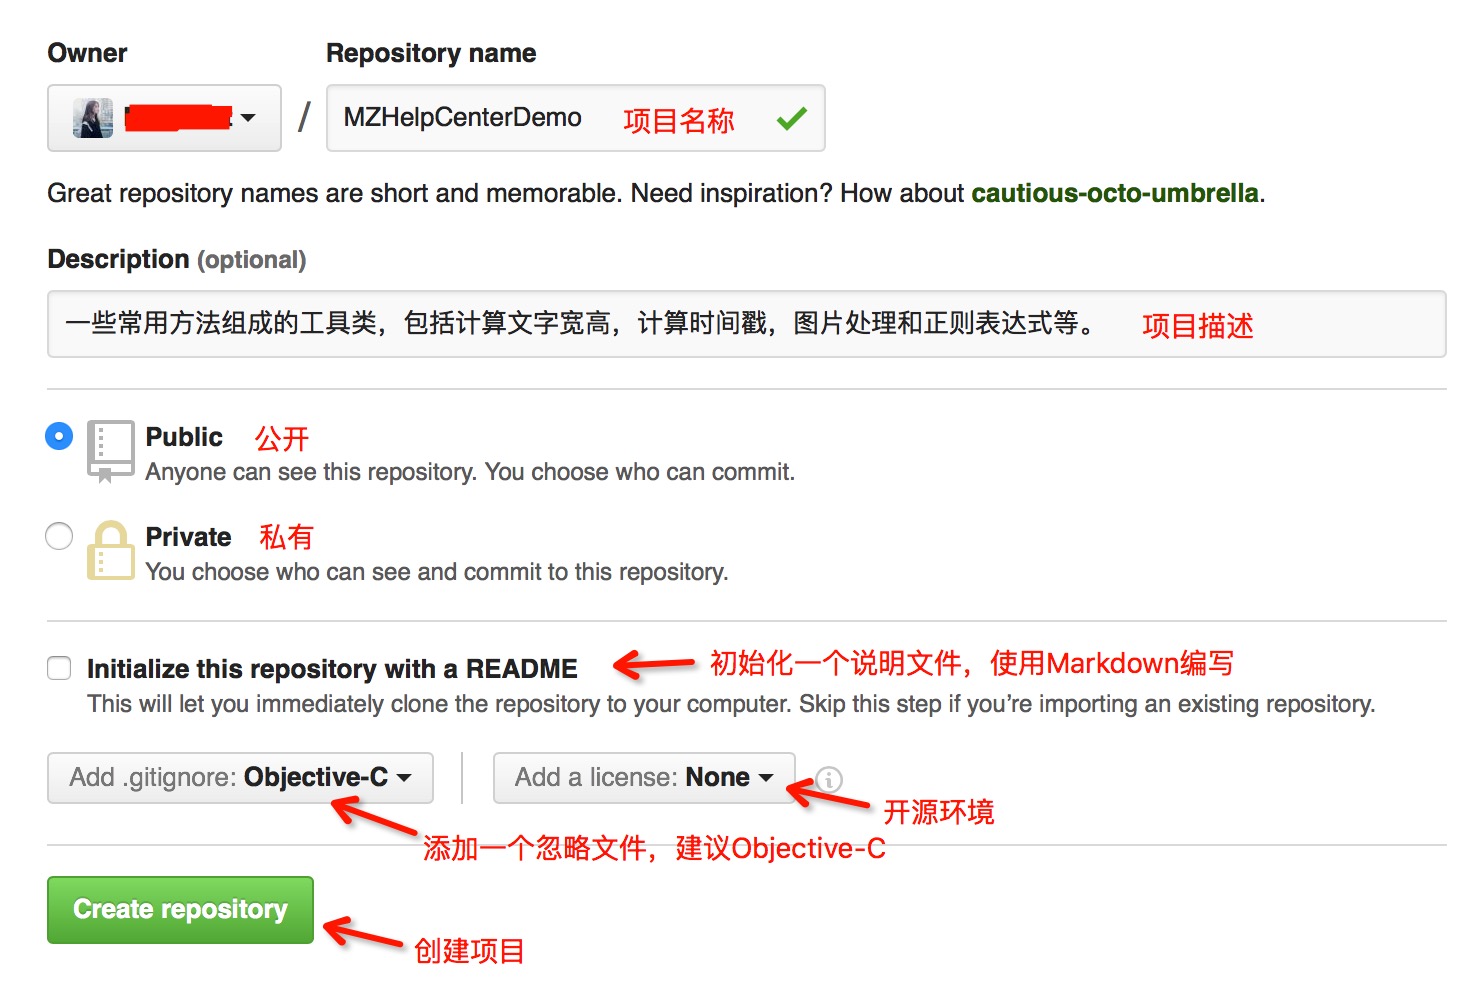 Owner
Repository name
/
MZHelpCenterDemo 项目名称
Great repository names are short and memorable. Need inspiration? How about cautious-octo-umbrella.
Description (optional)
一些常用方法组成的工具类，包括计算文字宽高，计算时间戳，图片处理和正则表达式等。 项目描述
Public 公开
Anyone can see this repository. You choose who can commit.
Private 私有
You choose who can see and commit to this repository.
Initialize this repository with a README 初始化一个说明文件，使用Markdown编写
This will let you immediately clone the repository to your computer. Skip this step if you’re importing an existing repository.
Add .gitignore: Objective-C
Add a license: None
开源环境
添加一个忽略文件，建议Objective-C
Create repository
创建项目